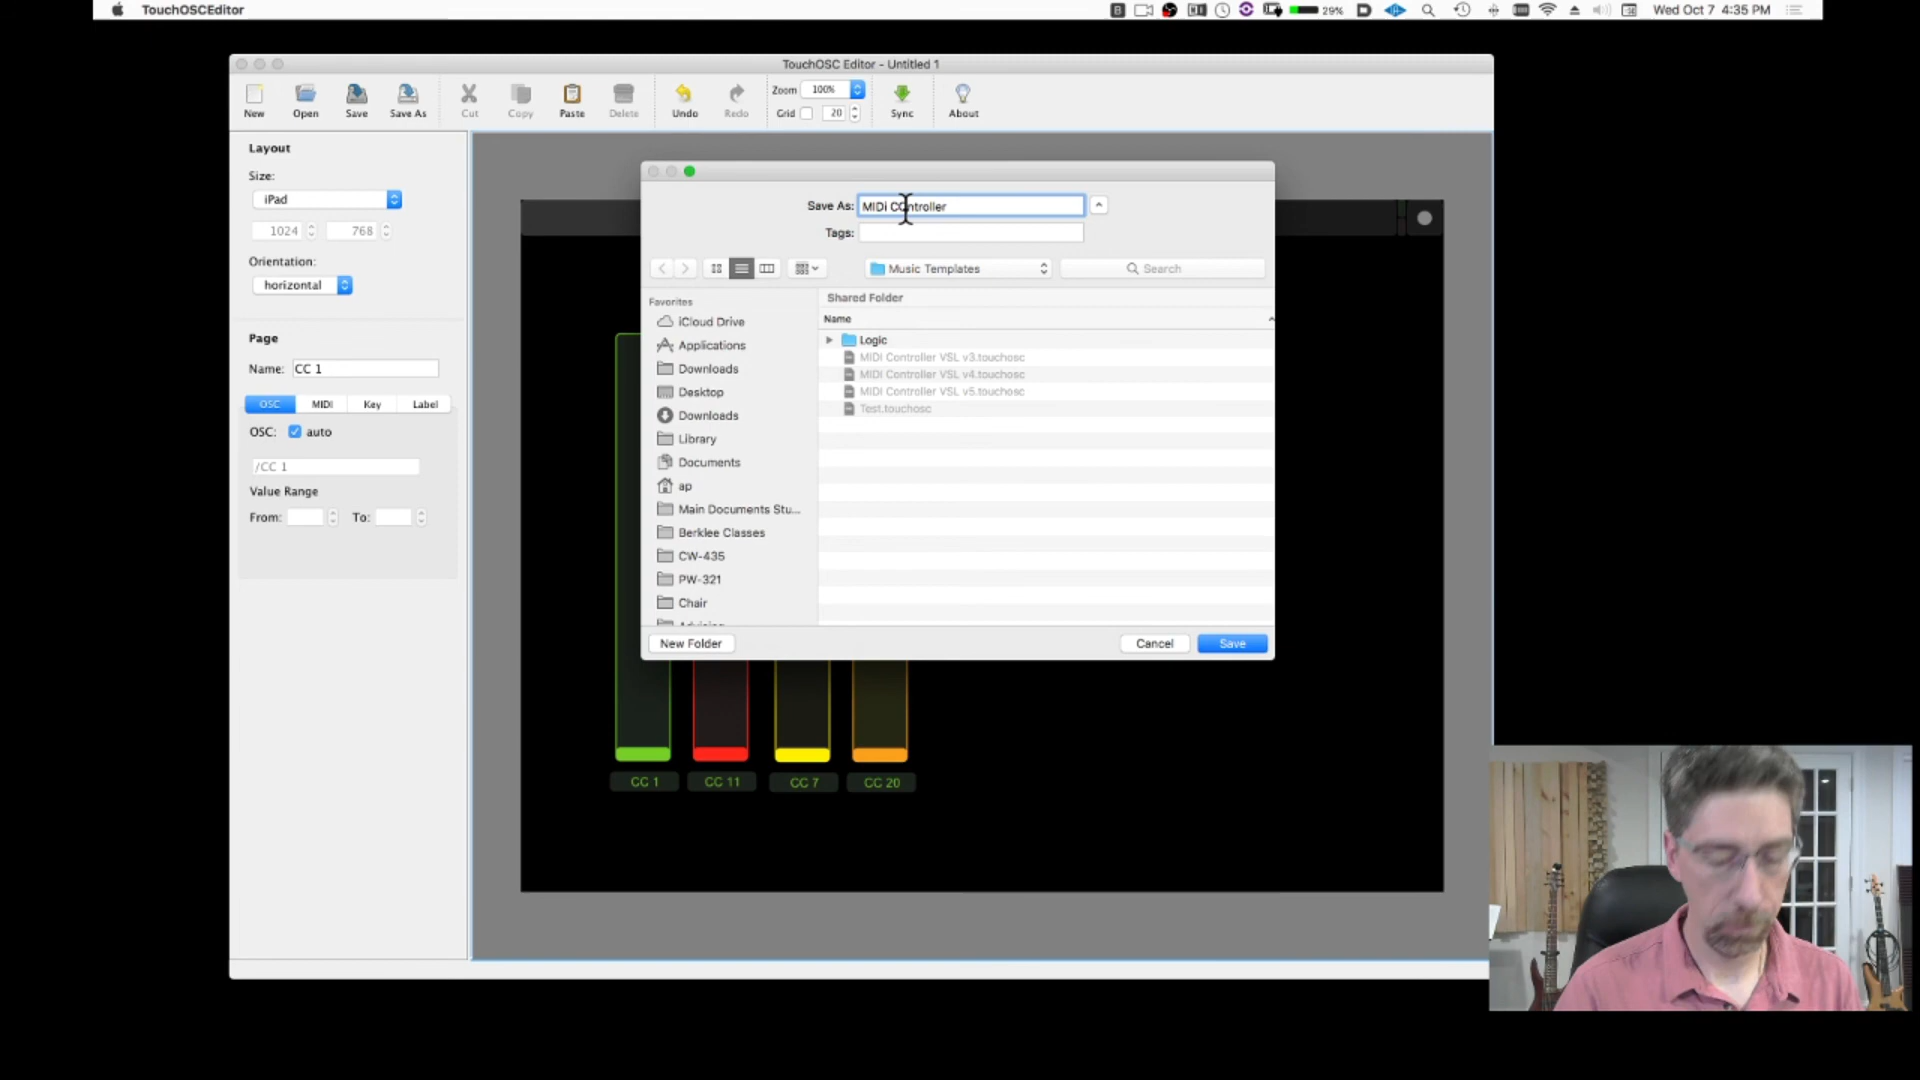 TouchOSCEditor
29%
Wed Oct 7 4:35 PM
TouchOSC Editor - Untitled 1
New
Open
Save
Save As
Cut
Copy
Paste
Delete
Undo
Redo
Zoom 100%
Grid 20
Sync
About
Layout
Size:
iPad
1024 768
Orientation:
horizontal
Page
Name: CC 1
OSC MIDI Key Label
OSC: auto
/CC 1
Value Range
From: To:
Save As: MIDi COntroller
Tags:
Music Templates
Search
Favorites
iCloud Drive
Applications
Downloads
Desktop
Downloads
Library
Documents
ap
Main Documents Stu...
Berklee Classes
CW-435
PW-321
Chair
Shared Folder
Name
Logic
MIDI Controller VSL v3.touchosc
MIDI Controller VSL v4.touchosc
MIDI Controller VSL v5.touchosc
Test.touchosc
New Folder
Cancel
Save
CC 1
CC 11
CC 7
CC 20